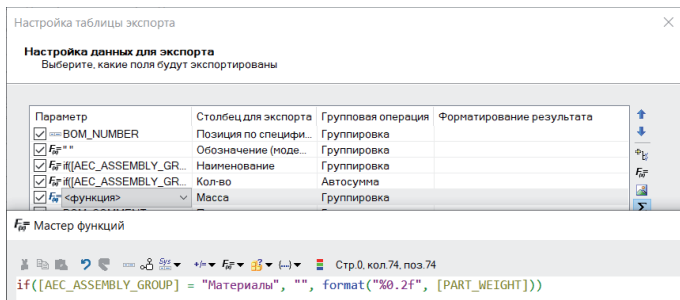 Настройка таблицы экспорта
Настройка данных для экспорта
Выберите, какие поля будут экспортированы
Параметр Столбец для экспорта Групповая операция Форматирование результата
BOM_NUMBER Позиция по специфи... Группировка
"" Обозначение (моде... Группировка
if([AEC_ASSEMBLY_GR... Наименование Группировка
if([AEC_ASSEMBLY_GR... Кол-во Автосумма
<функция> Масса Группировка
Мастер функций
Стр.0, кол.74, поз.74
if([AEC_ASSEMBLY_GROUP] = "Материалы", "", format("%0.2f", [PART_WEIGHT]))